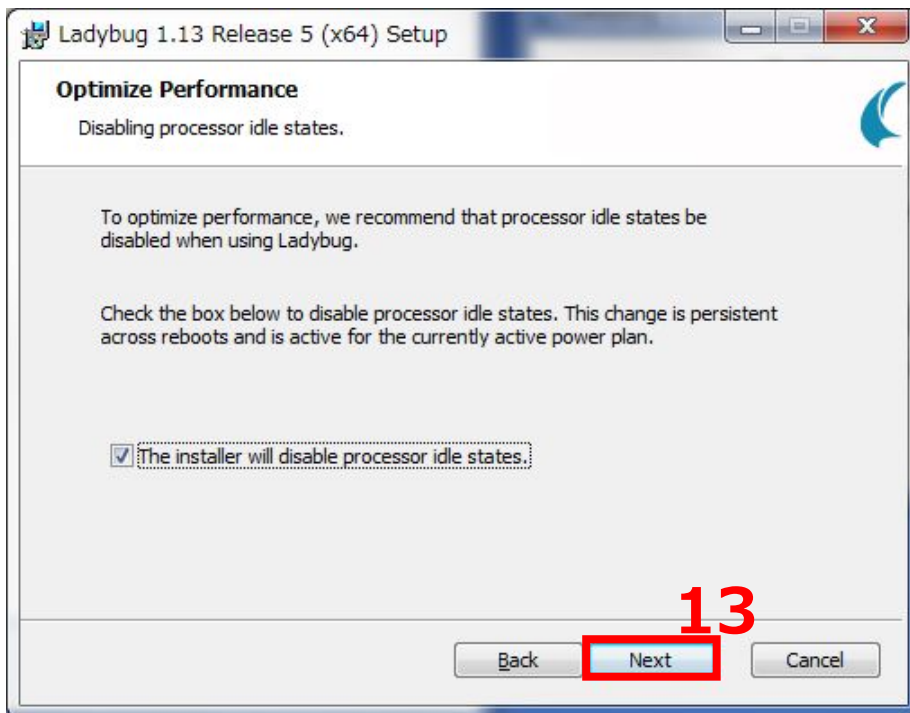 Ladybug 1.13 Release 5 (x64) Setup
Optimize Performance
Disabling processor idle states.
To optimize performance, we recommend that processor idle states be
disabled when using Ladybug.
Check the box below to disable processor idle states. This change is persistent
across reboots and is active for the currently active power plan.
The installer will disable processor idle states.
13
Back Next Cancel